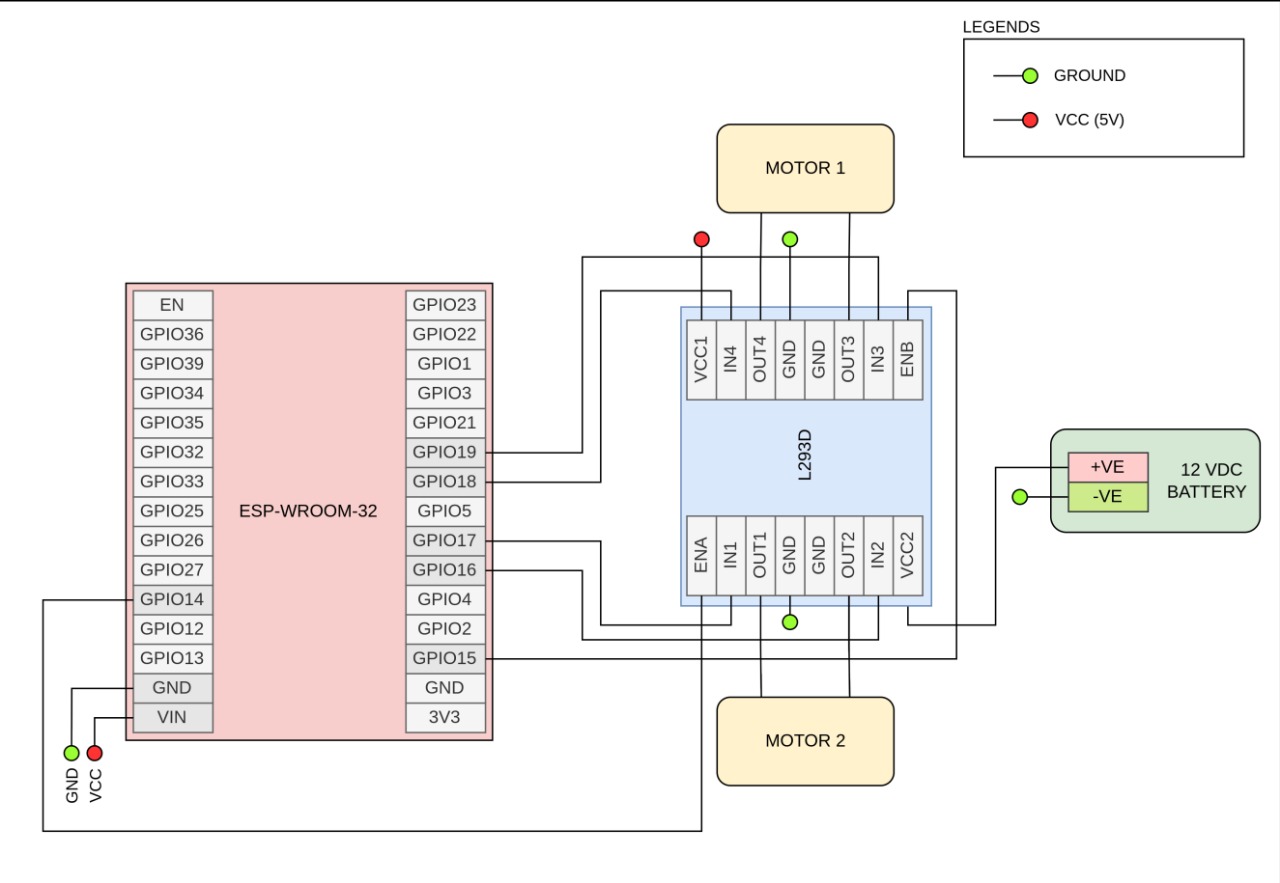 LEGENDS
GROUND
VCC (5V)
MOTOR 1
EN
GPIO36
GPIO39
GPIO34
GPIO35
GPIO32
GPIO33
GPIO25
GPIO26
GPIO27
GPIO14
GPIO12
GPIO13
GND
VIN
ESP-WROOM-32
GPIO23
GPIO22
GPIO1
GPIO3
GPIO21
GPIO19
GPIO18
GPIO5
GPIO17
GPIO16
GPIO4
GPIO2
GPIO15
GND
3V3
GND
VCC
VCC1
IN4
OUT4
GND
GND
OUT3
IN3
ENB
L293D
ENA
IN1
OUT1
GND
GND
OUT2
IN2
VCC2
+VE
-VE
12 VDC
BATTERY
MOTOR 2